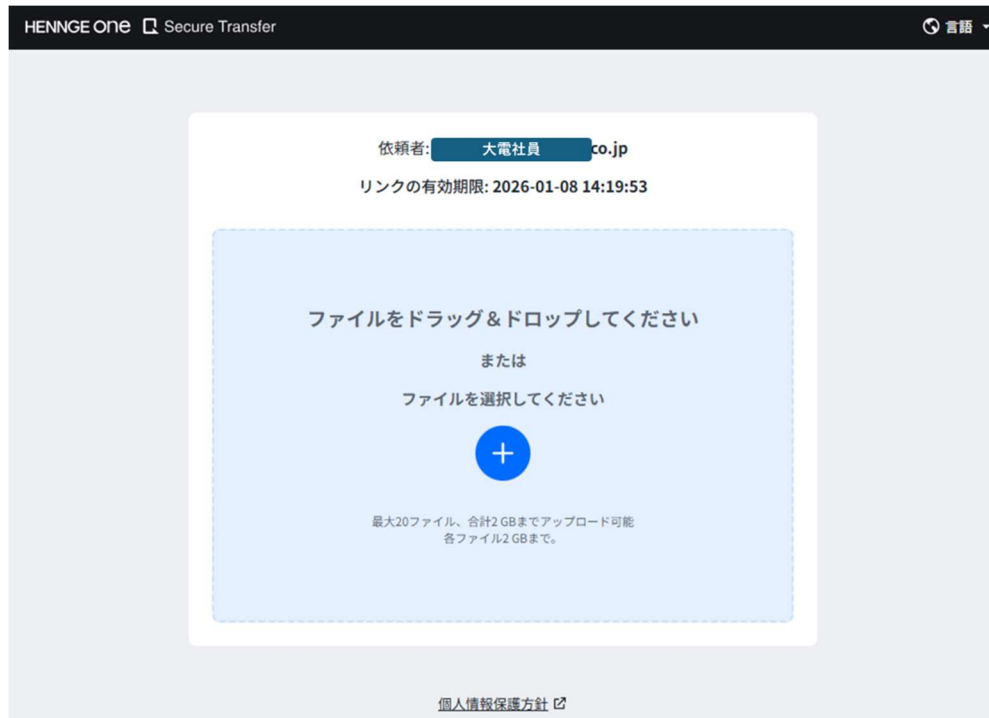 HENNGE One Secure Transfer
言語
依頼者: 大電社員 co.jp
リンクの有効期限: 2026-01-08 14:19:53
ファイルをドラッグ＆ドロップしてください
または
ファイルを選択してください
最大20ファイル、合計2 GBまでアップロード可能
各ファイル2 GBまで。
個人情報保護方針